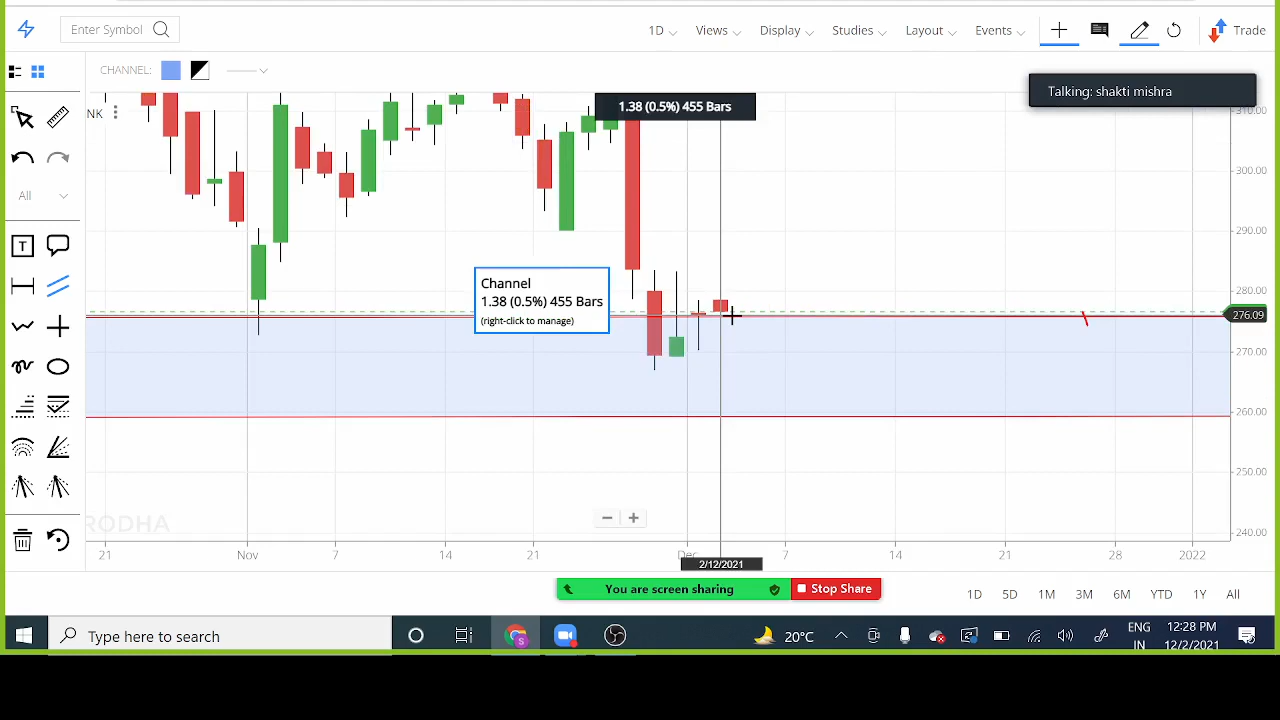 Enter Symbol
1D
Views
Display
Studies
Layout
Events
Trade
CHANNEL:
Talking: shakti mishra
NK
1.38 (0.5%) 455 Bars
310.00
300.00
290.00
280.00
276.09
270.00
260.00
250.00
240.00
All
T
Channel
1.38 (0.5%) 455 Bars
(right-click to manage)
RODHA
21
Nov
7
14
21
Dec
7
14
21
28
2022
2/12/2021
You are screen sharing
Stop Share
1D
5D
1M
3M
6M
YTD
1Y
All
Type here to search
20°C
ENG
IN
12:28 PM
12/2/2021